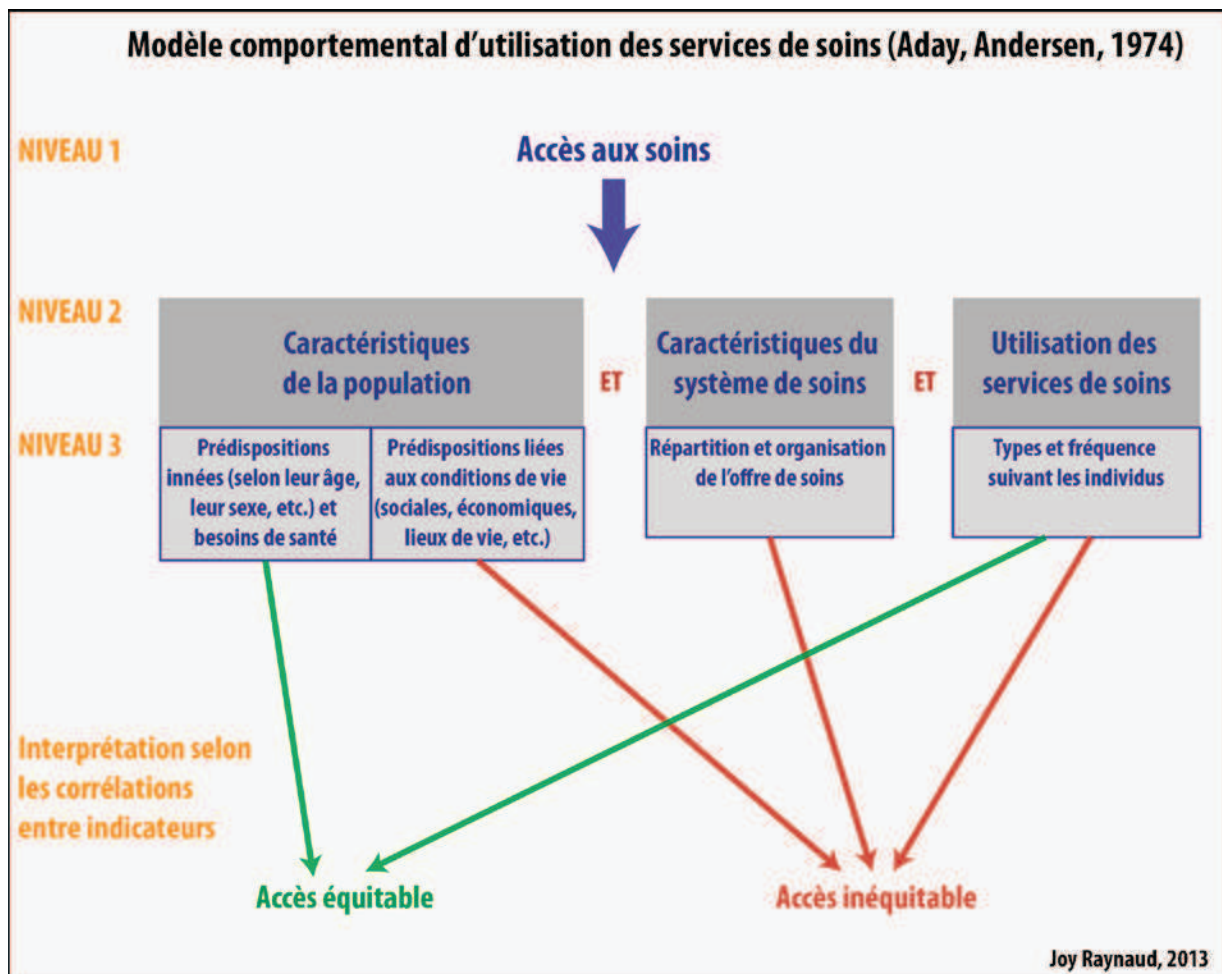 Modèle comportemental d'utilisation des services de soins (Aday, Andersen, 1974)
NIVEAU 1
Accès aux soins
NIVEAU 2
Caractéristiques
de la population
ET
Caractéristiques du
système de soins
ET
Utilisation des
services de soins
NIVEAU 3
Prédispositions
innées (selon leur âge,
leur sexe, etc.) et
besoins de santé
Prédispositions liées
aux conditions de vie
(sociales, économiques,
lieux de vie, etc.)
Répartition et organisation
de l'offre de soins
Types et fréquence
suivant les individus
Interprétation selon
les corrélations
entre indicateurs
Accès équitable
Accès inéquitable
Joy Raynaud, 2013